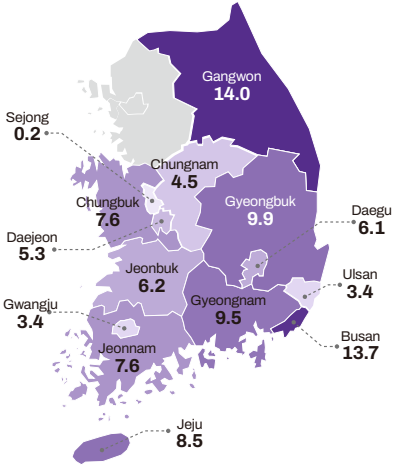 Gangwon
14.0
Sejong
0.2
Chungnam
4.5
Chungbuk
7.6
Gyeongbuk
9.9
Daegu
6.1
Daejeon
5.3
Jeonbuk
6.2
Ulsan
3.4
Gwangju
3.4
Gyeongnam
9.5
Busan
13.7
Jeonnam
7.6
Jeju
8.5